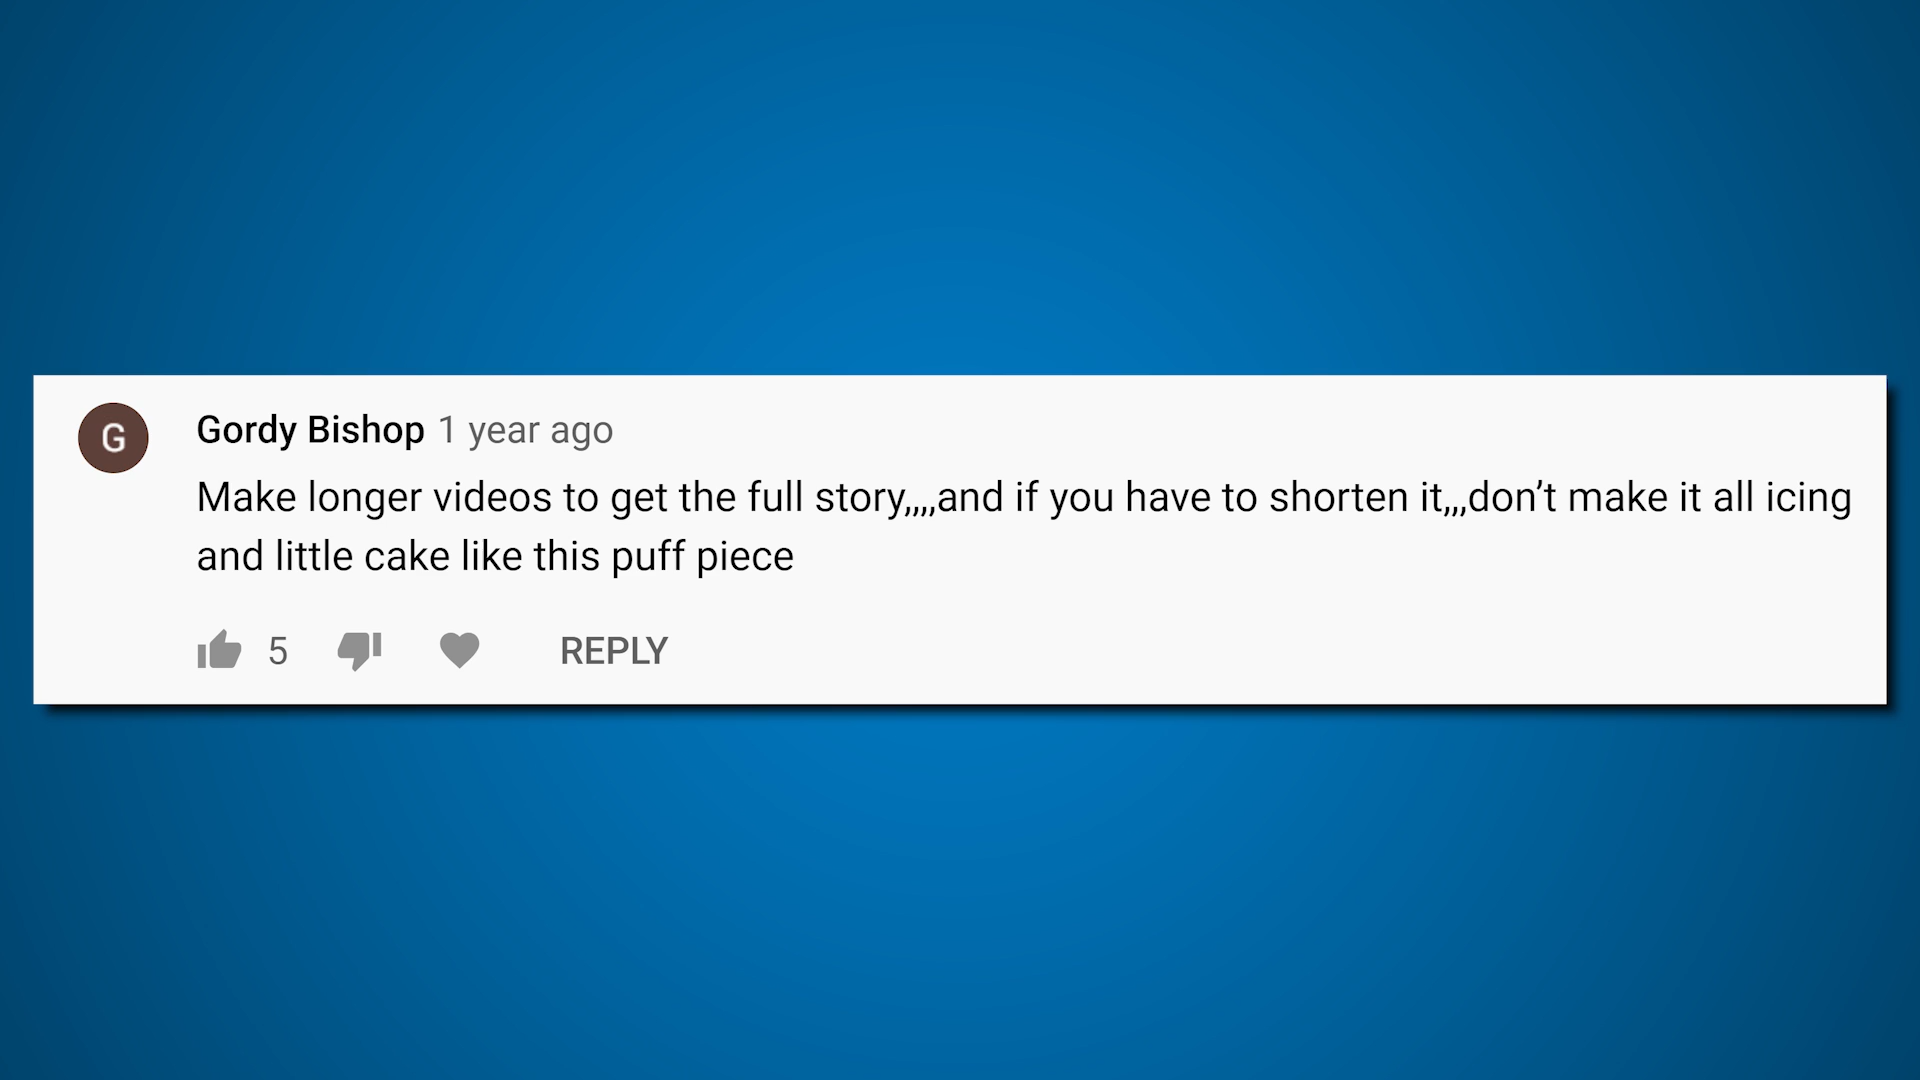 G
Gordy Bishop 1 year ago
Make longer videos to get the full story,,,,and if you have to shorten it,,,don’t make it all icing
and little cake like this puff piece
5 REPLY